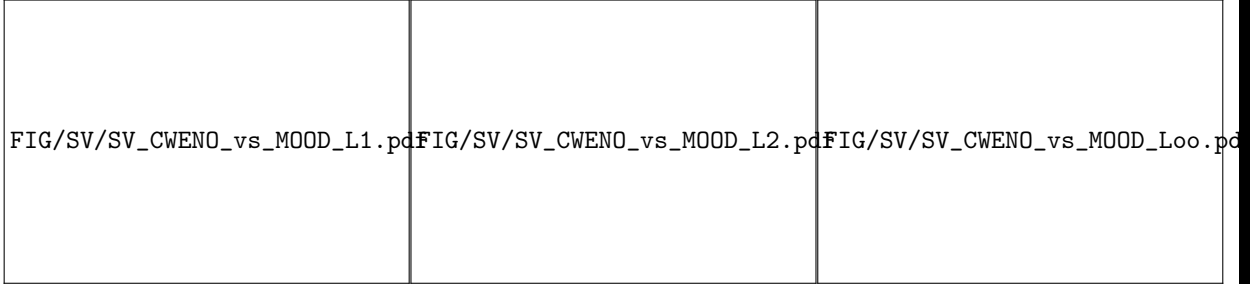 FIG/SV/SV_CWENO_vs_MOOD_L1.pdf
FIG/SV/SV_CWENO_vs_MOOD_L2.pdf
FIG/SV/SV_CWENO_vs_MOOD_Loo.pd